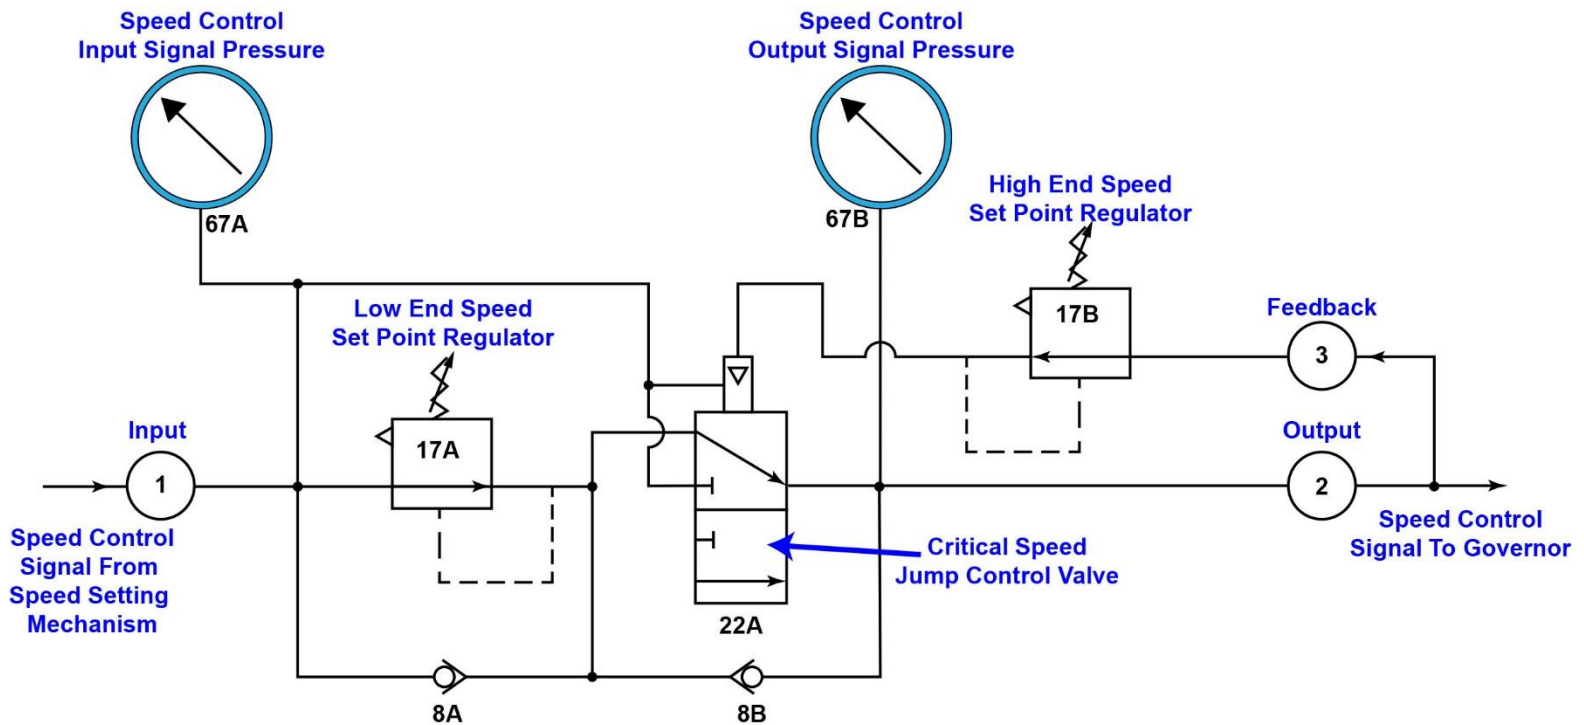 Speed Control
Input Signal Pressure
67A
Speed Control
Output Signal Pressure
67B
High End Speed
Set Point Regulator
17B
Low End Speed
Set Point Regulator
17A
Feedback
3
Input
1
Output
2
Speed Control
Signal From
Speed Setting
Mechanism
Critical Speed
Jump Control Valve
22A
Speed Control
Signal To Governor
8A
8B